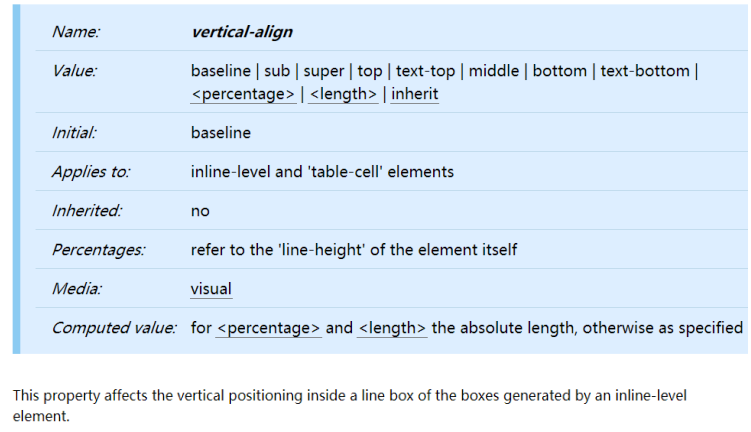 Name: vertical-align
Value: baseline | sub | super | top | text-top | middle | bottom | text-bottom |
<percentage> | <length> | inherit
Initial: baseline
Applies to: inline-level and 'table-cell' elements
Inherited: no
Percentages: refer to the 'line-height' of the element itself
Media: visual
Computed value: for <percentage> and <length> the absolute length, otherwise as specified
This property affects the vertical positioning inside a line box of the boxes generated by an inline-level
element.